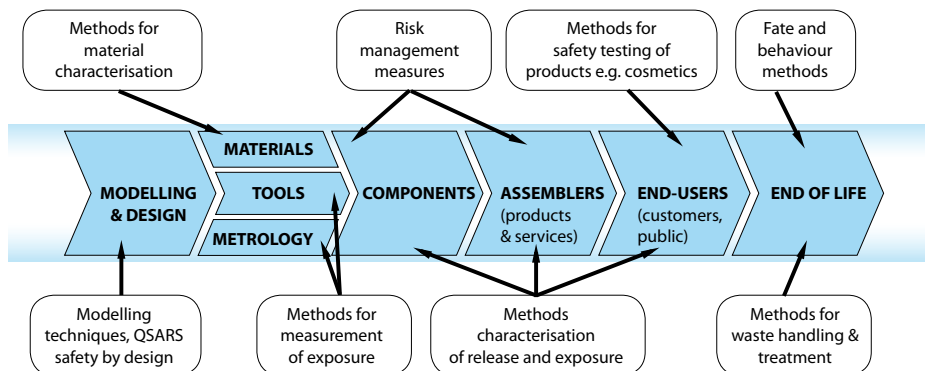 Methods for
material
characterisation
Risk
management
measures
Methods for
safety testing of
products e.g. cosmetics
Fate and
behaviour
methods
MODELLING
& DESIGN
MATERIALS
TOOLS
METROLOGY
COMPONENTS
ASSEMBLERS
(products
& services)
END-USERS
(customers,
public)
END OF LIFE
Modelling
techniques, QSARS
safety by design
Methods for
measurement
of exposure
Methods
characterisation
of release and exposure
Methods for
waste handling &
treatment